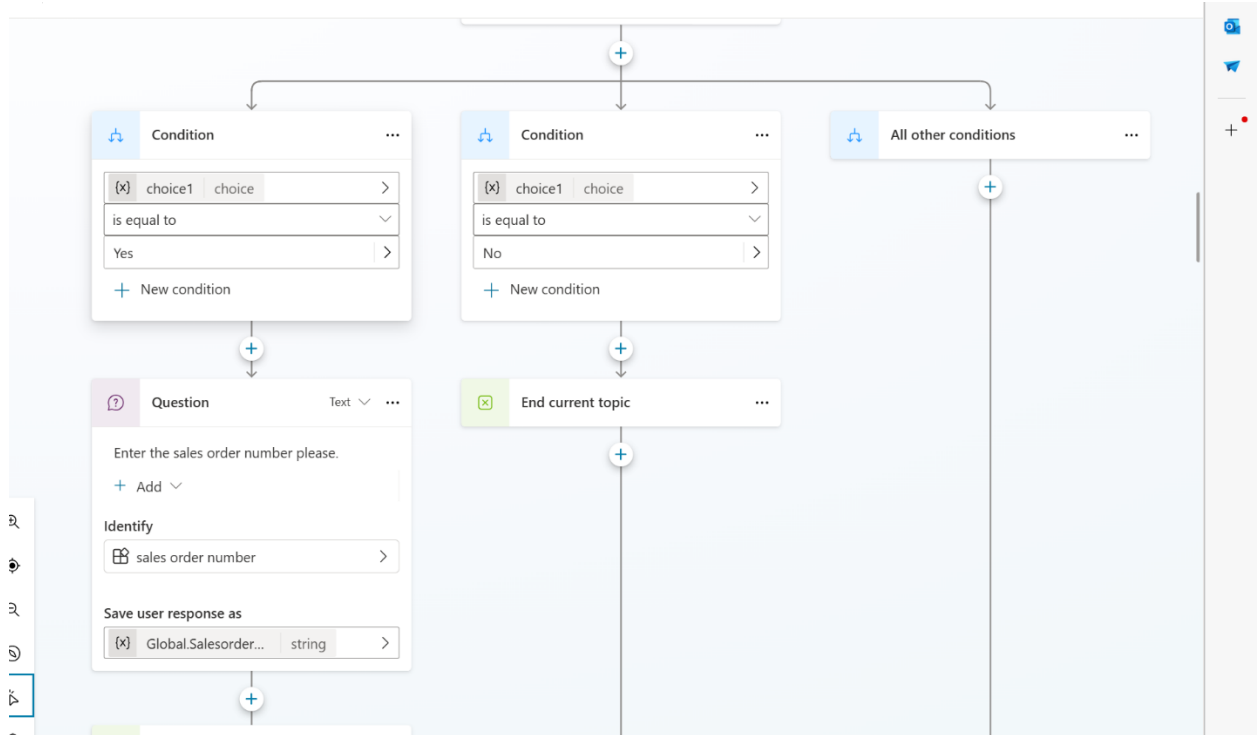 Condition
{x} choice1 choice
is equal to
Yes
New condition
Condition
{x} choice1 choice
is equal to
No
New condition
All other conditions
Question Text
Enter the sales order number please.
Add
Identify
sales order number
Save user response as
{x} Global.Salesorder... string
End current topic